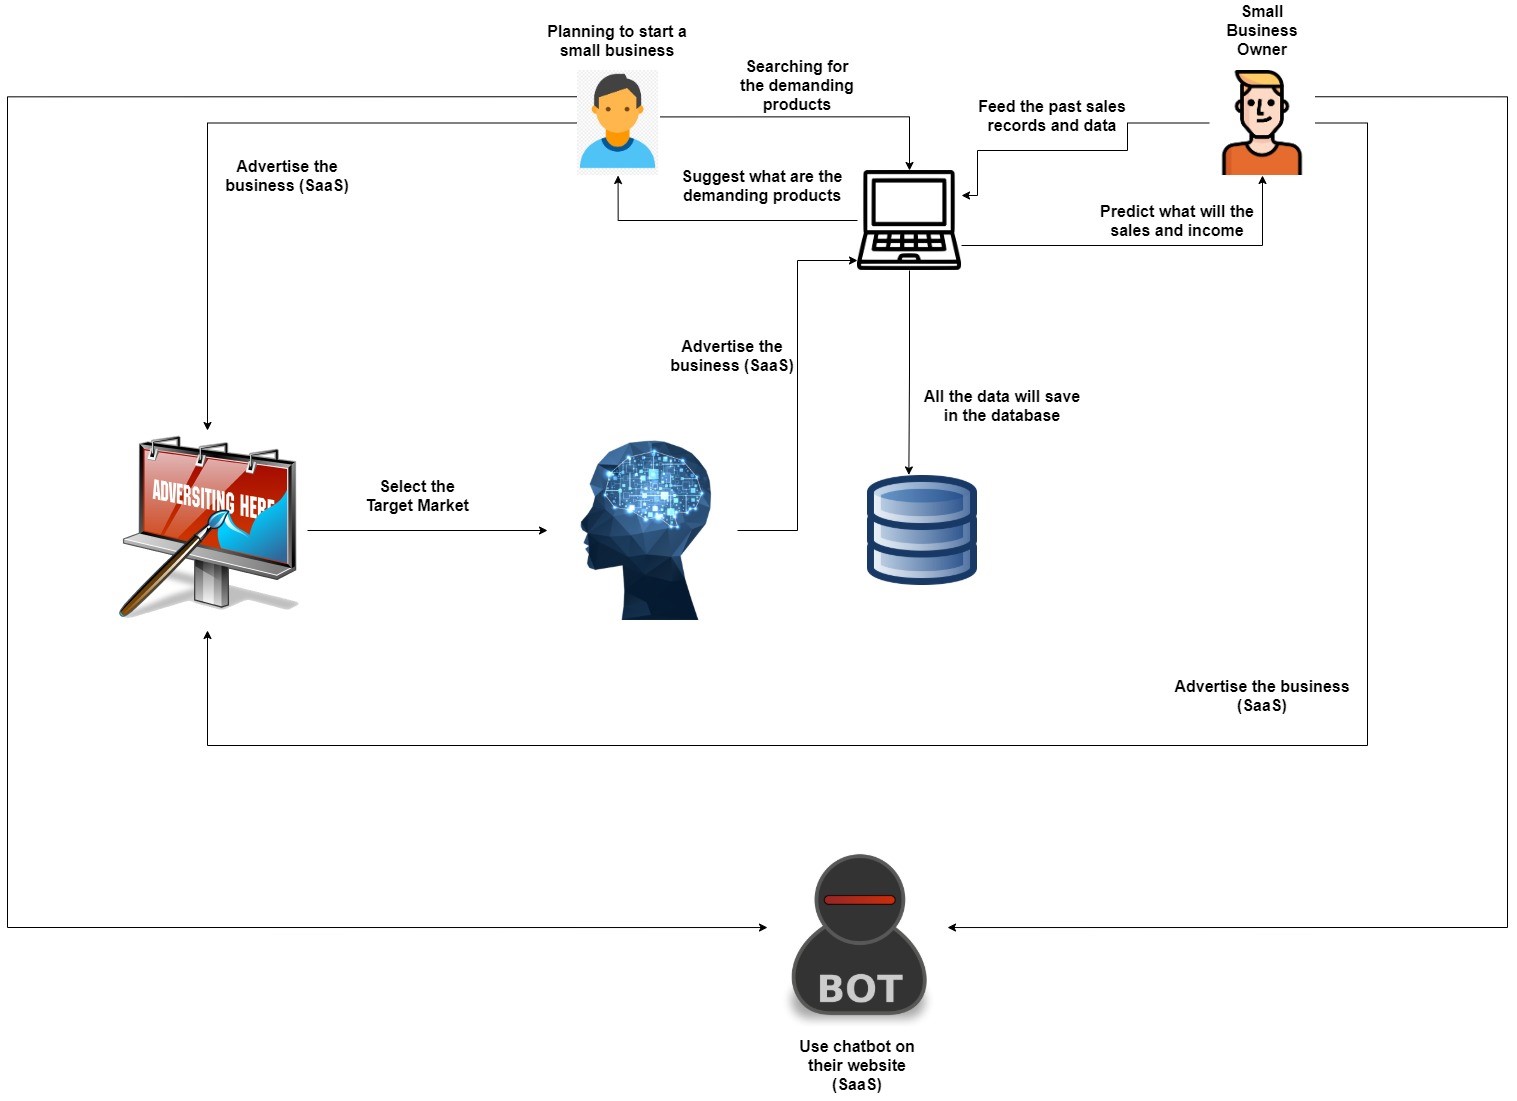 Small
Business
Owner
Planning to start a
small business
Searching for
the demanding
products
Feed the past sales
records and data
Advertise the
business (SaaS)
Suggest what are the
demanding products
Predict what will the
sales and income
Advertise the
business (SaaS)
All the data will save
in the database
ADVERSITING HERE
Select the
Target Market
Advertise the business
(SaaS)
BOT
Use chatbot on
their website
(SaaS)